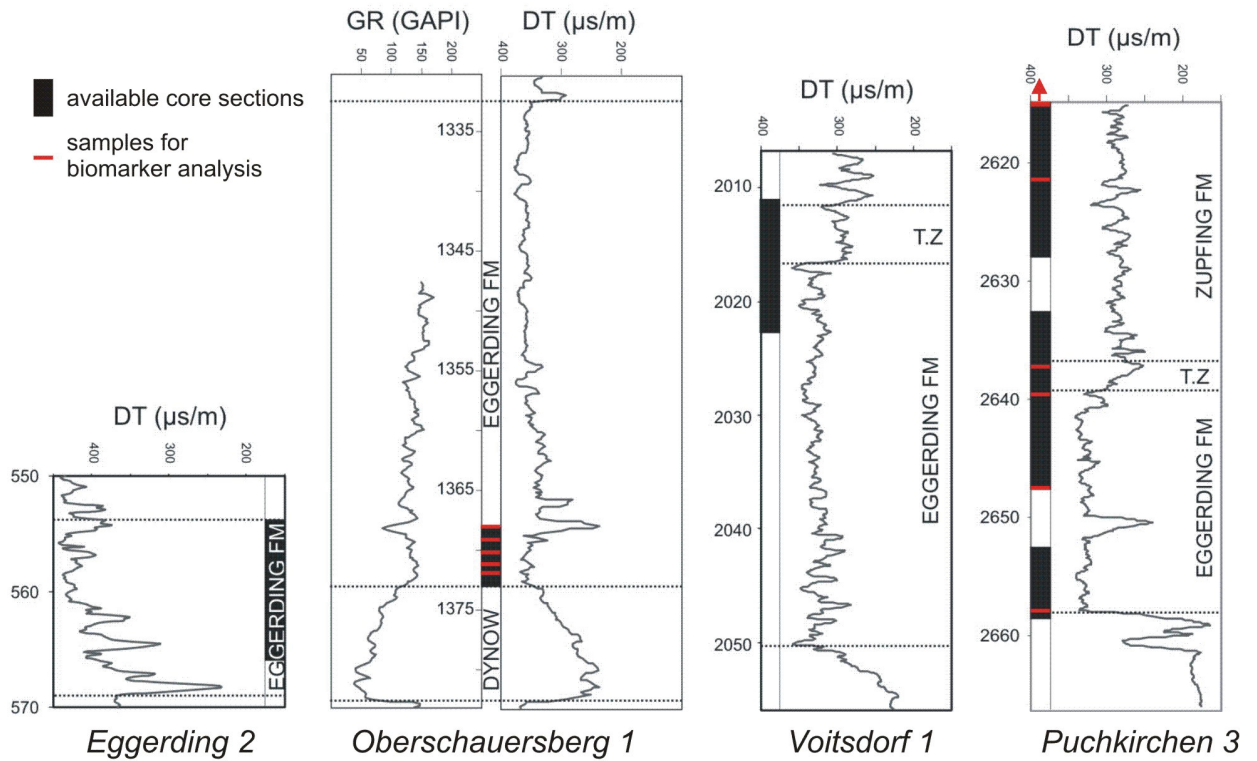 available core sections
samples for
biomarker analysis
DT (µs/m)
400
300
200
550
560
570
EGGERDING FM
Eggerding 2
GR (GAPI)
50
100
150
200
DT (µs/m)
400
300
200
1335
1345
1355
1365
1375
EGGERDING FM
DYNOW
Oberschauersberg 1
DT (µs/m)
400
300
200
2010
2020
2030
2040
2050
T.Z
EGGERDING FM
Voitsdorf 1
DT (µs/m)
400
300
200
2620
2630
2640
2650
2660
ZUPFING FM
T.Z
EGGERDING FM
Puchkirchen 3